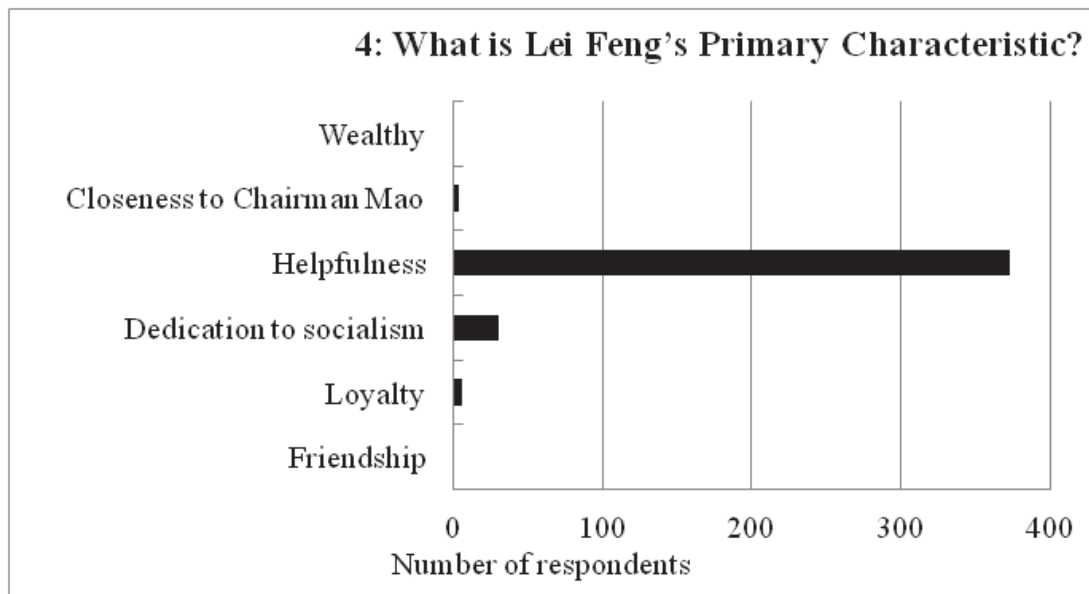 4: What is Lei Feng’s Primary Characteristic?
Wealthy
Closeness to Chairman Mao
Helpfulness
Dedication to socialism
Loyalty
Friendship
0 100 200 300 400
Number of respondents